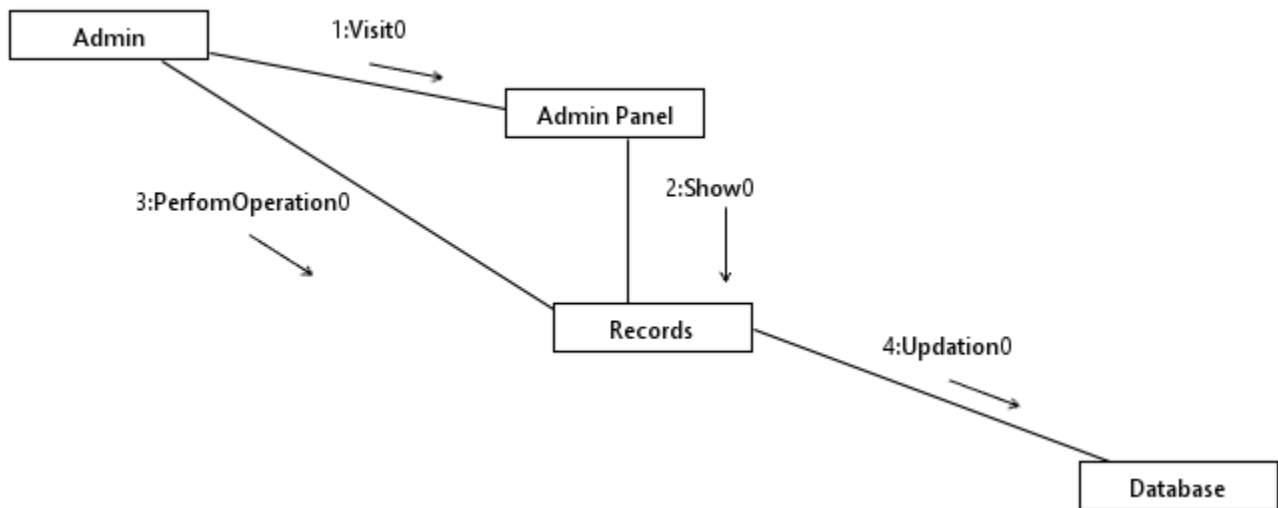 Admin
1:Visit0
Admin Panel
3:PerfomOperation0
2:Show0
Records
4:Updation0
Database